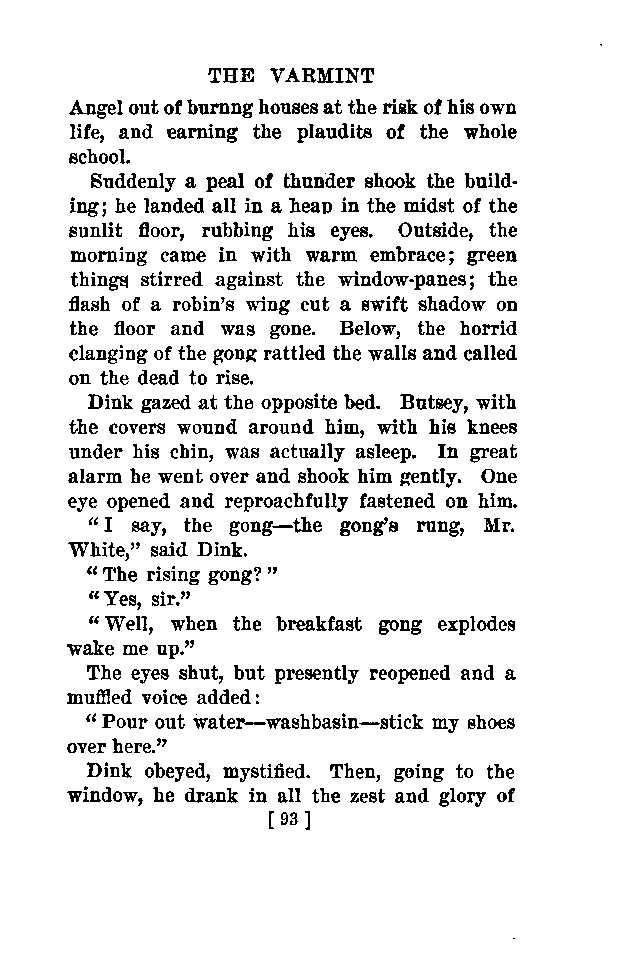 THE VARMINT
Angel out of burnng houses at the risk of his own
life, and earning the plaudits of the whole
school.
Suddenly a peal of thunder shook the build-
ing; he landed all in a heap in the midst of the
sunlit floor, rubbing his eyes. Outside, the
morning came in with warm embrace; green
things stirred against the window-panes; the
flash of a robin's wing cut a swift shadow on
the floor and was gone. Below, the horrid
clanging of the gong rattled the walls and called
on the dead to rise.
Dink gazed at the opposite bed. Butsey, with
the covers wound around him, with his knees
under his chin, was actually asleep. In great
alarm he went over and shook him gently. One
eye opened and reproachfully fastened on him.
“I say, the gong—the gong's rung, Mr.
White,” said Dink.
“The rising gong?”
“Yes, sir.”
“Well, when the breakfast gong explodes
wake me up.”
The eyes shut, but presently reopened and a
muffled voice added:
“Pour out water—washbasin—stick my shoes
over here.”
Dink obeyed, mystified. Then, going to the
window, he drank in all the zest and glory of
[ 93 ]